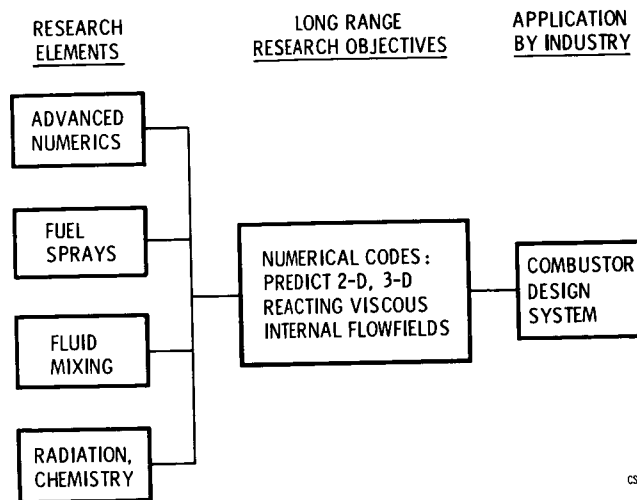 RESEARCH
ELEMENTS
LONG RANGE
RESEARCH OBJECTIVES
APPLICATION
BY INDUSTRY
ADVANCED
NUMERICS
FUEL
SPRAYS
FLUID
MIXING
RADIATION,
CHEMISTRY
NUMERICAL CODES:
PREDICT 2-D, 3-D
REACTING VISCOUS
INTERNAL FLOWFIELDS
COMBUSTOR
DESIGN
SYSTEM
CS